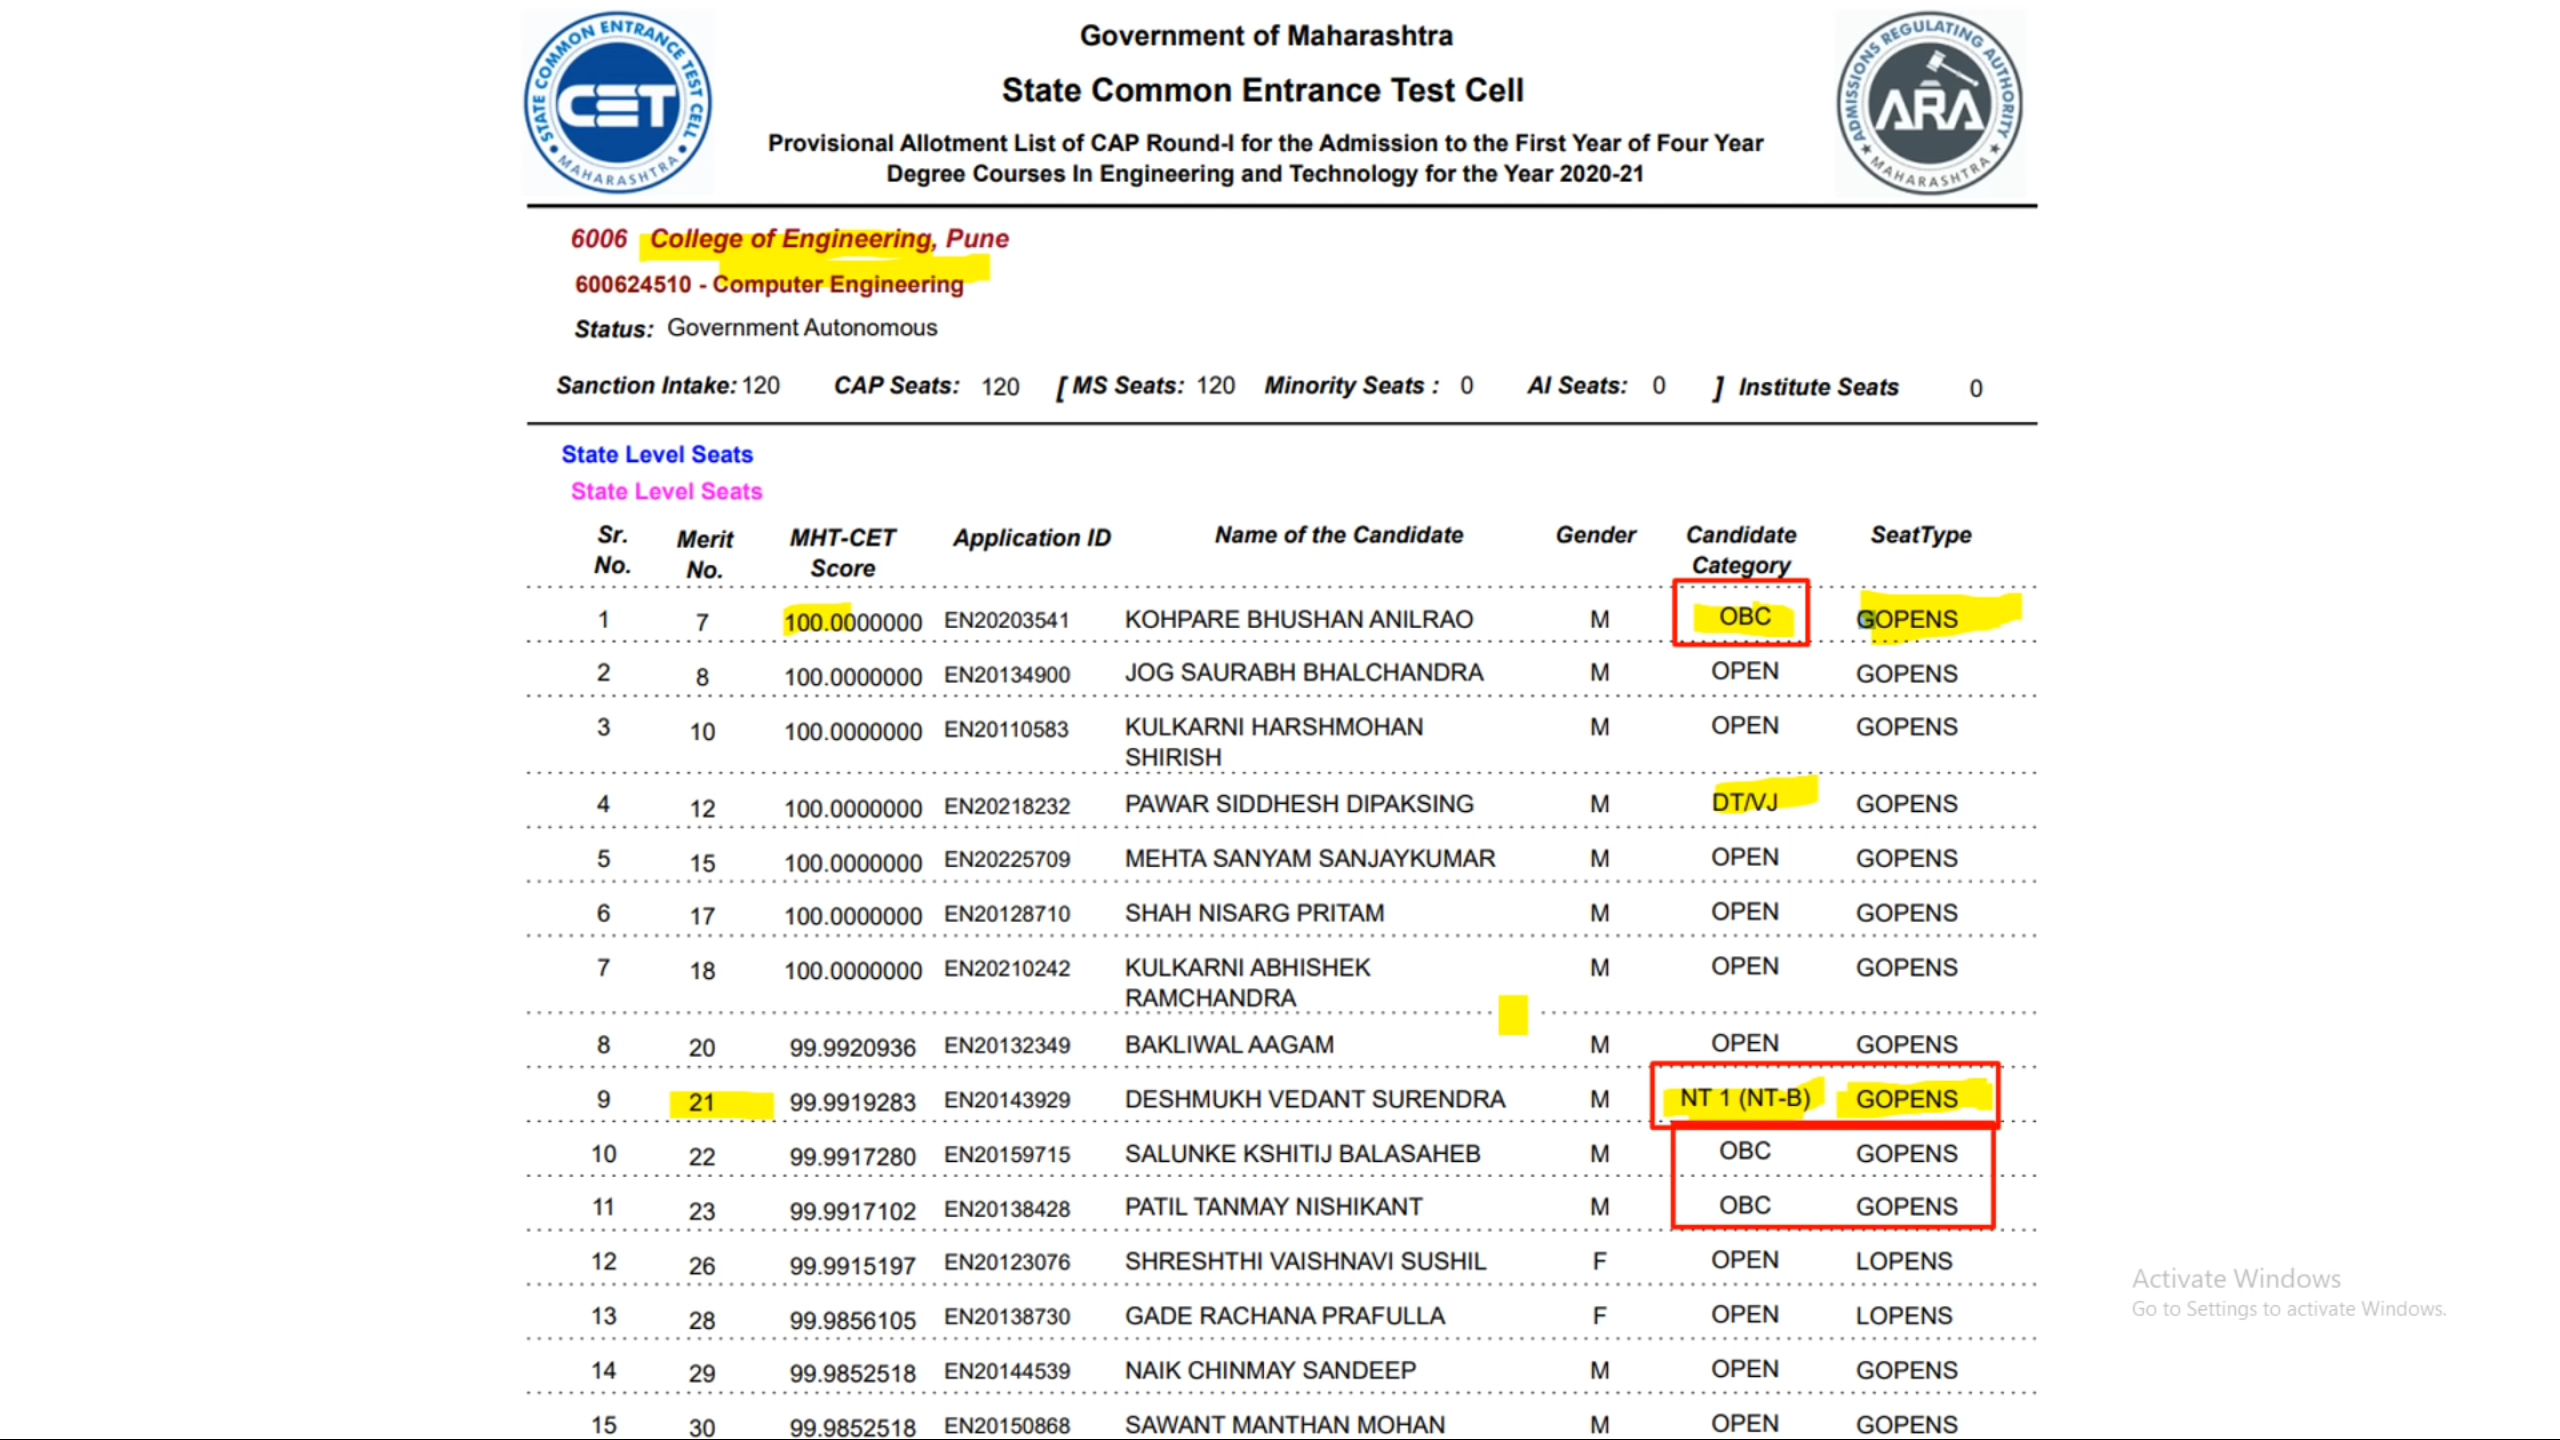 STATE COMMON ENTRANCE TEST CELL
CET
MAHARASHTRA
Government of Maharashtra
State Common Entrance Test Cell
Provisional Allotment List of CAP Round-I for the Admission to the First Year of Four Year
Degree Courses In Engineering and Technology for the Year 2020-21
ADMISSIONS REGULATING AUTHORITY
ARA
MAHARASHTRA
6006 College of Engineering, Pune
600624510 - Computer Engineering
Status: Government Autonomous
Sanction Intake: 120 CAP Seats: 120 [ MS Seats: 120 Minority Seats : 0 AI Seats: 0 ] Institute Seats 0
State Level Seats
State Level Seats
Sr. No. Merit No. MHT-CET Score Application ID Name of the Candidate Gender Candidate Category SeatType
1 7 100.0000000 EN20203541 KOHPARE BHUSHAN ANILRAO M OBC GOPENS
2 8 100.0000000 EN20134900 JOG SAURABH BHALCHANDRA M OPEN GOPENS
3 10 100.0000000 EN20110583 KULKARNI HARSHMOHAN M OPEN GOPENS
SHIRISH
4 12 100.0000000 EN20218232 PAWAR SIDDHESH DIPAKSING M DT/VJ GOPENS
5 15 100.0000000 EN20225709 MEHTA SANYAM SANJAYKUMAR M OPEN GOPENS
6 17 100.0000000 EN20128710 SHAH NISARG PRITAM M OPEN GOPENS
7 18 100.0000000 EN20210242 KULKARNI ABHISHEK M OPEN GOPENS
RAMCHANDRA
8 20 99.9920936 EN20132349 BAKLIWAL AAGAM M OPEN GOPENS
9 21 99.9919283 EN20143929 DESHMUKH VEDANT SURENDRA M NT 1 (NT-B) GOPENS
10 22 99.9917280 EN20159715 SALUNKE KSHITIJ BALASAHEB M OBC GOPENS
11 23 99.9917102 EN20138428 PATIL TANMAY NISHIKANT M OBC GOPENS
12 26 99.9915197 EN20123076 SHRESHTHI VAISHNAVI SUSHIL F OPEN LOPENS
13 28 99.9856105 EN20138730 GADE RACHANA PRAFULLA F OPEN LOPENS
14 29 99.9852518 EN20144539 NAIK CHINMAY SANDEEP M OPEN GOPENS
15 30 99.9852518 EN20150868 SAWANT MANTHAN MOHAN M OPEN GOPENS
Activate Windows
Go to Settings to activate Windows.